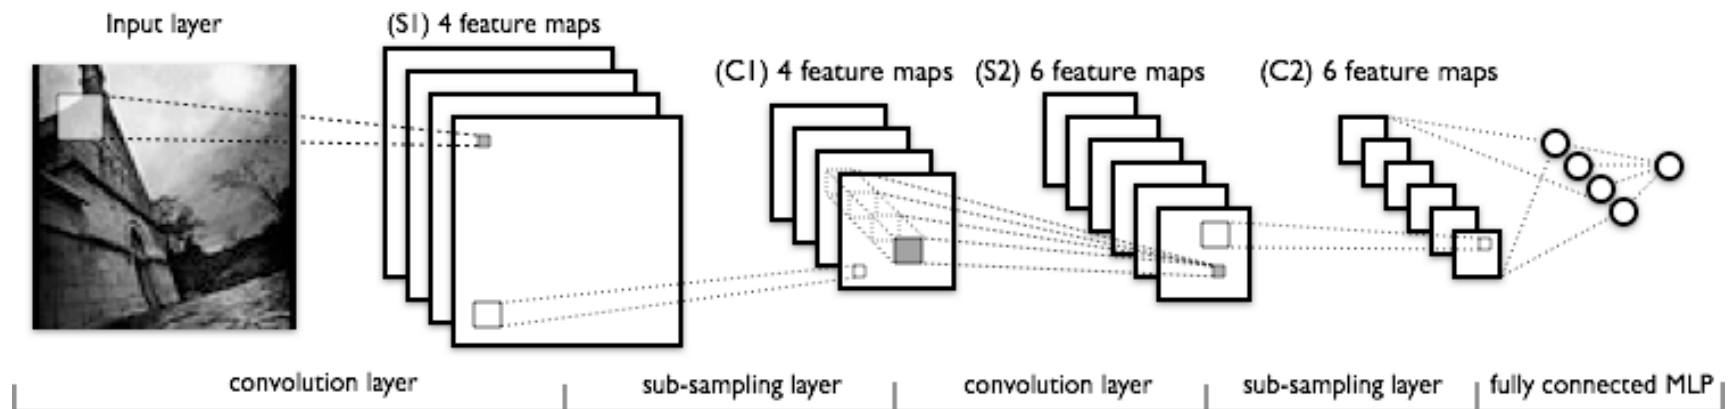 Input layer
(S1) 4 feature maps
(C1) 4 feature maps
(S2) 6 feature maps
(C2) 6 feature maps
convolution layer
sub-sampling layer
convolution layer
sub-sampling layer
fully connected MLP